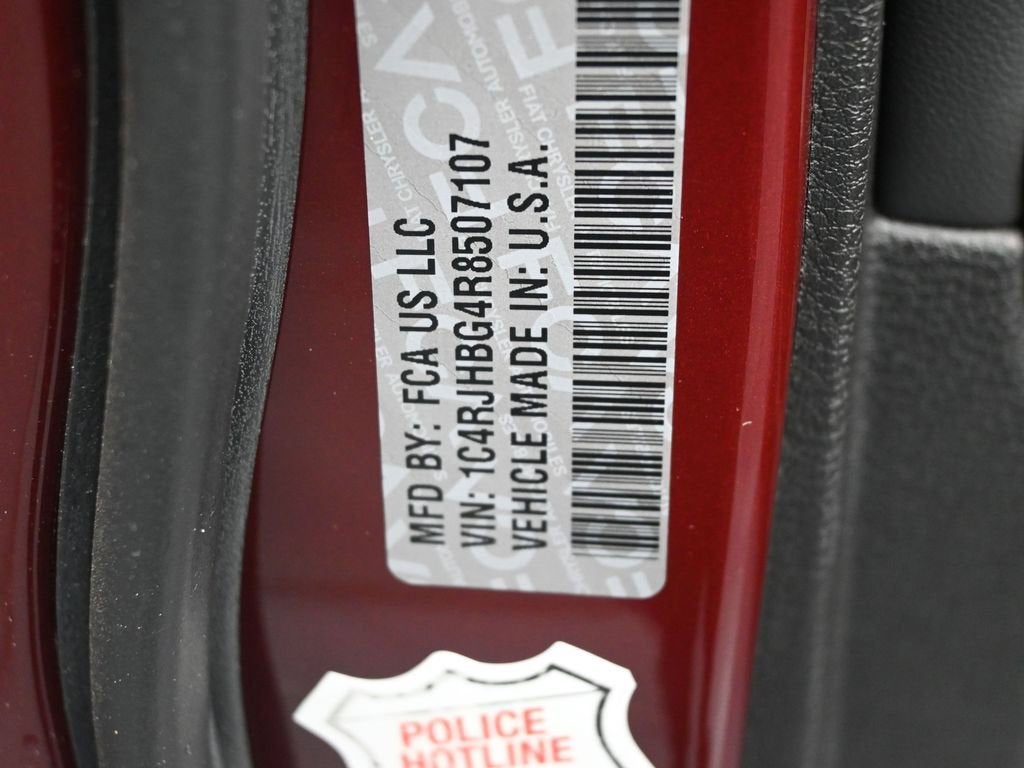 MFD BY: FCA US LLC
VIN: 1C4RJHBG4R8507107
VEHICLE MADE IN: U.S.A.
POLICE
HOTLINE